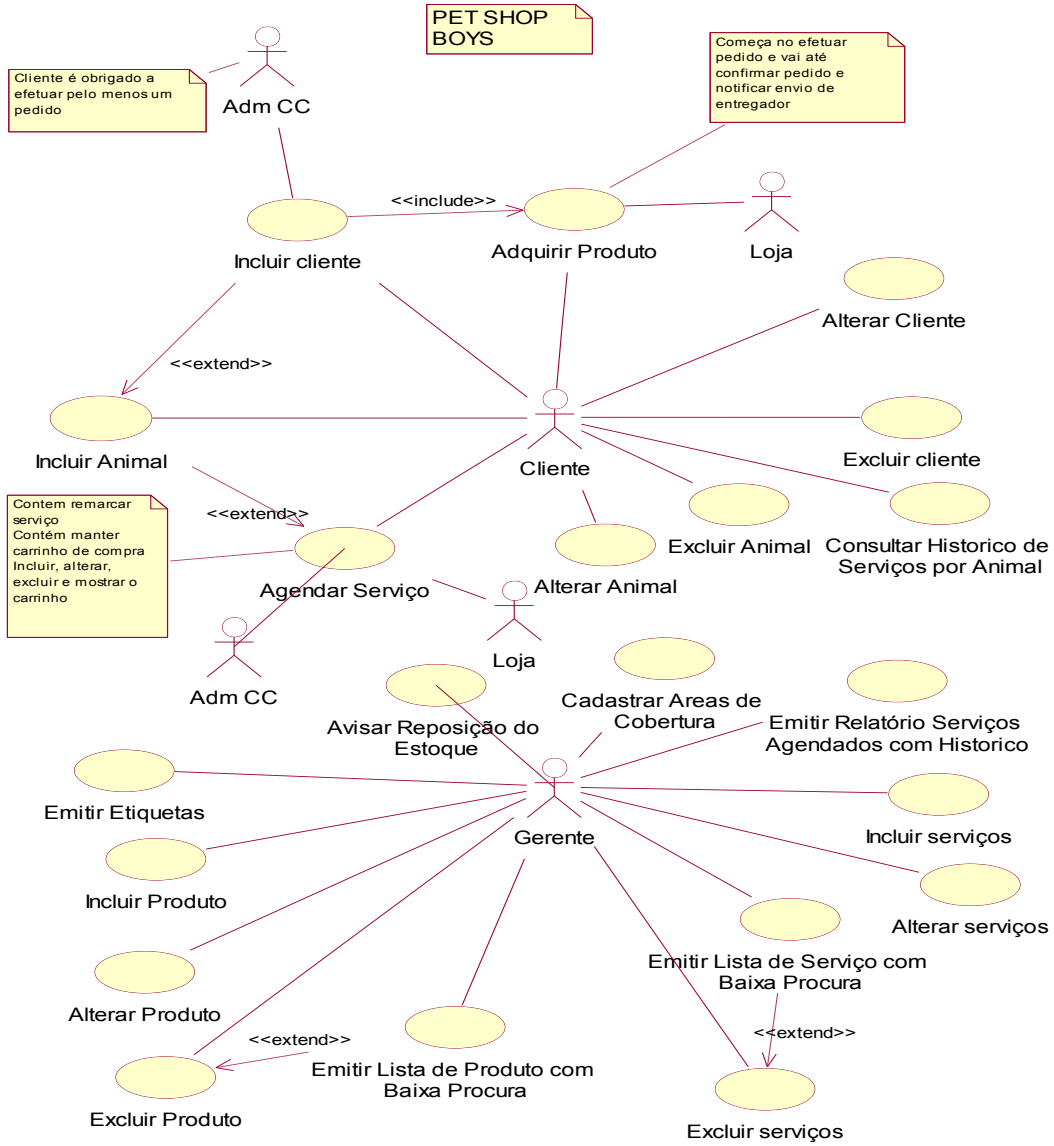 PET SHOP
BOYS
Começa no efetuar
pedido e vai até
confirmar pedido e
notificar envio de
entregador
Cliente é obrigado a
efetuar pelo menos um
pedido
Adm CC
<<include>>
Incluir cliente
Adquirir Produto
Loja
Alterar Cliente
<<extend>>
Incluir Animal
Cliente
Excluir cliente
Contem remarcar
serviço
Contém manter
carrinho de compra
Incluir, alterar,
excluir e mostrar o
carrinho
<<extend>>
Agendar Serviço
Alterar Animal
Excluir Animal
Consultar Historico de
Serviços por Animal
Adm CC
Loja
Avisar Reposição do
Estoque
Cadastrar Areas de
Cobertura
Emitir Relatório Serviços
Agendados com Historico
Emitir Etiquetas
Gerente
Incluir serviços
Incluir Produto
Alterar serviços
Emitir Lista de Serviço com
Baixa Procura
Alterar Produto
<<extend>>
<<extend>>
Emitir Lista de Produto com
Baixa Procura
Excluir Produto
Excluir serviços